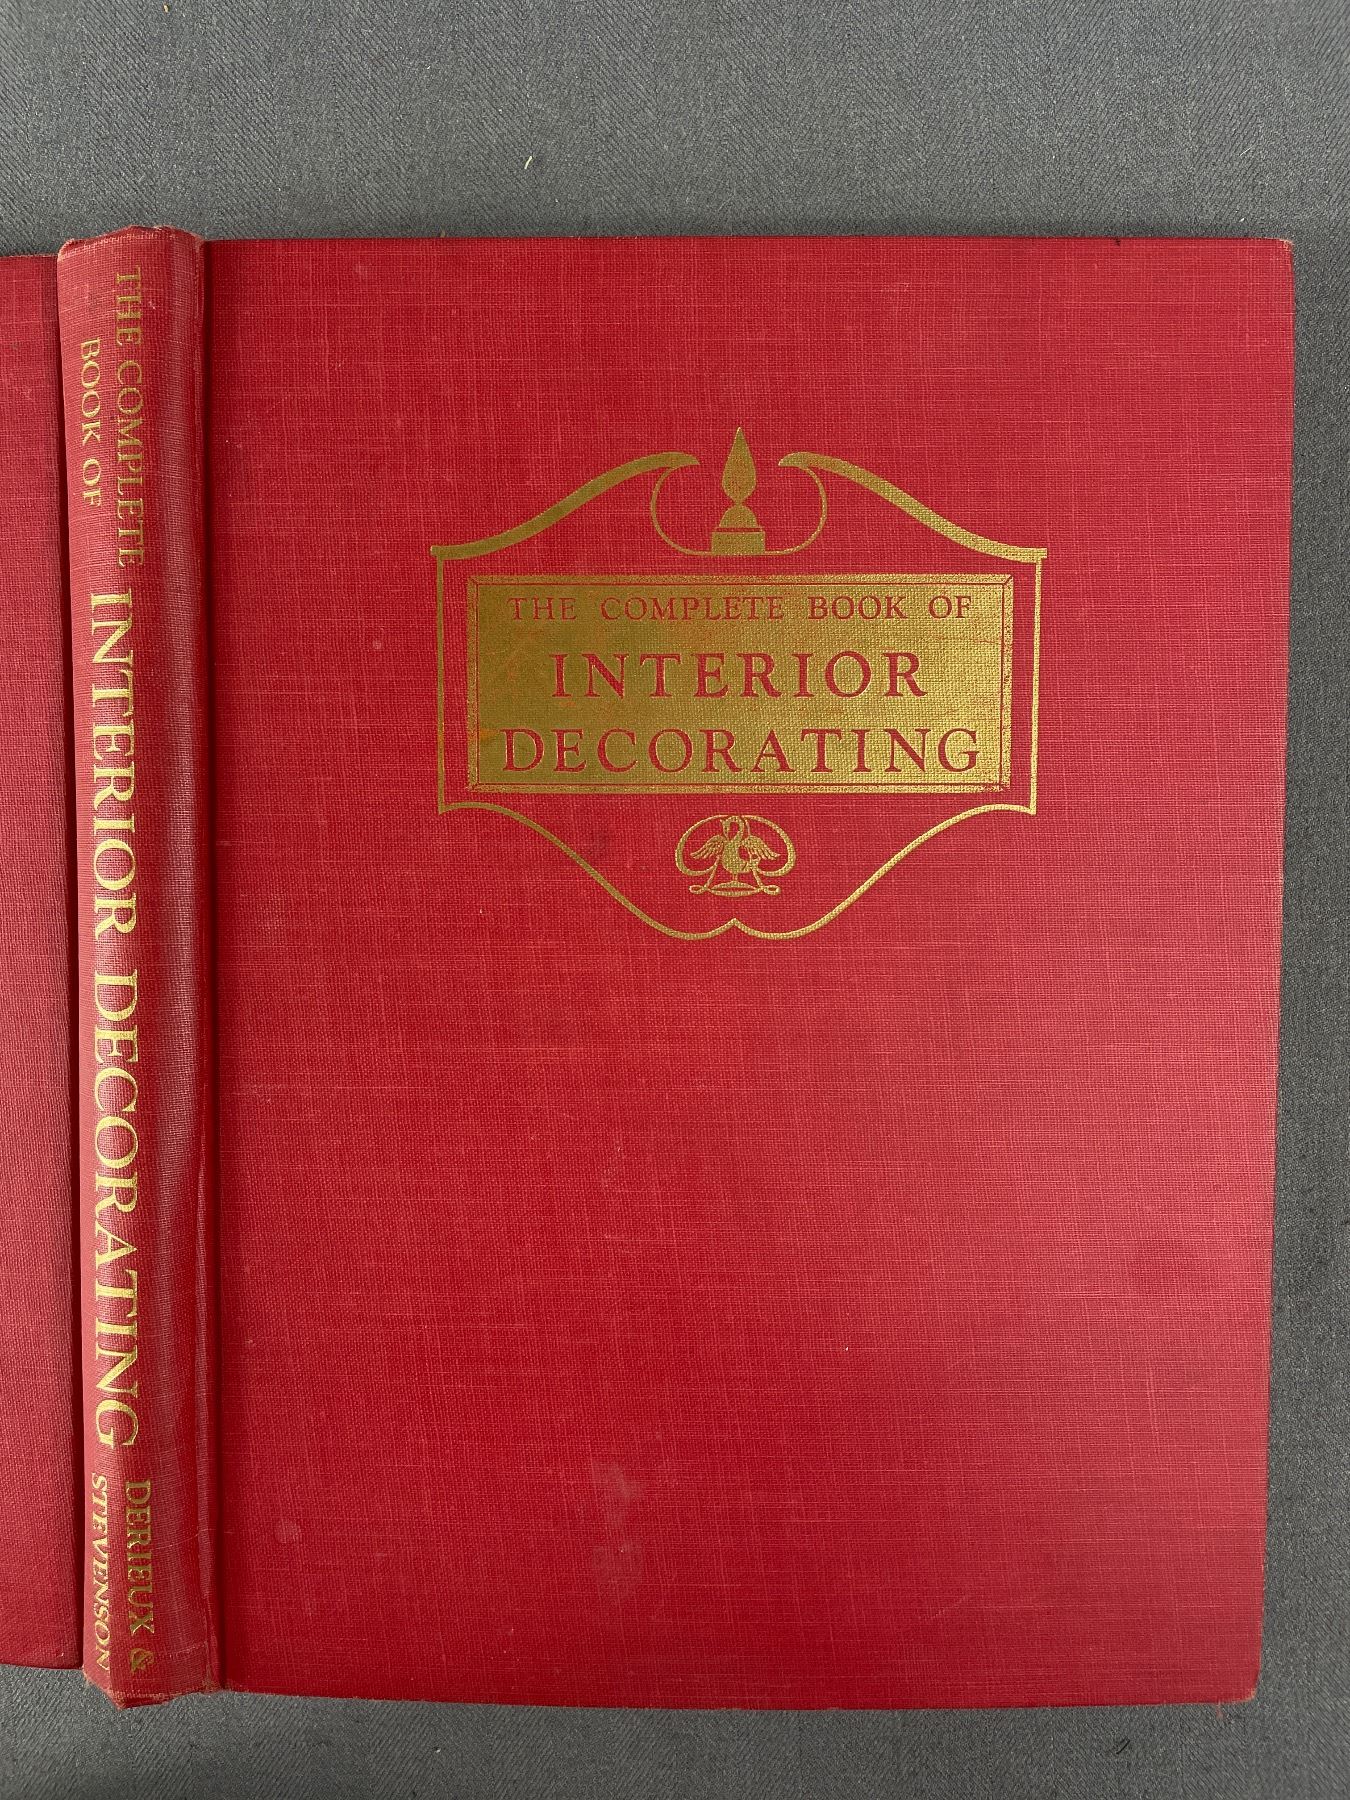 THE COMPLETE
BOOK OF
INTERIOR DECORATING
DERIEUX &
STEVENSON
THE COMPLETE BOOK OF
INTERIOR
DECORATING